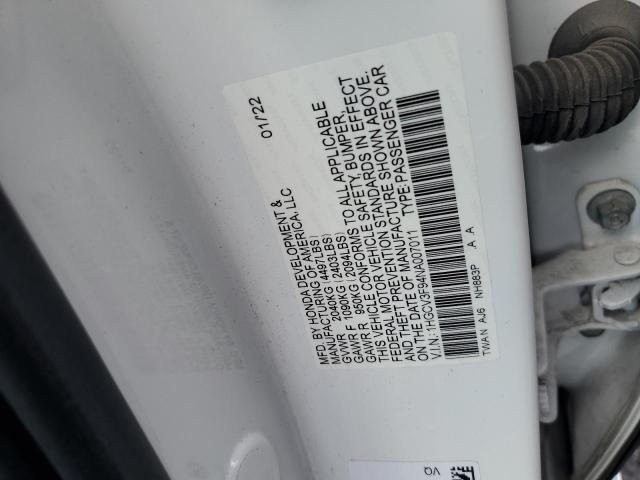 01/22
MFD. BY HONDA DEVELOPMENT &
MANUFACTURING OF AMERICA, LLC
GVWR 2040KG (4497LBS)
GAWR F 1090KG (2403LBS)
GAWR R 950KG (2094LBS)
THIS VEHICLE CONFORMS TO ALL APPLICABLE
FEDERAL MOTOR VEHICLE SAFETY, BUMPER,
AND THEFT PREVENTION STANDARDS IN EFFECT
ON THE DATE OF MANUFACTURE SHOWN ABOVE.
V.I.N.: 1HGCV3F94NA007011 TYPE: PASSENGER CAR
TWAN AJ6 NH883P A A
VQ